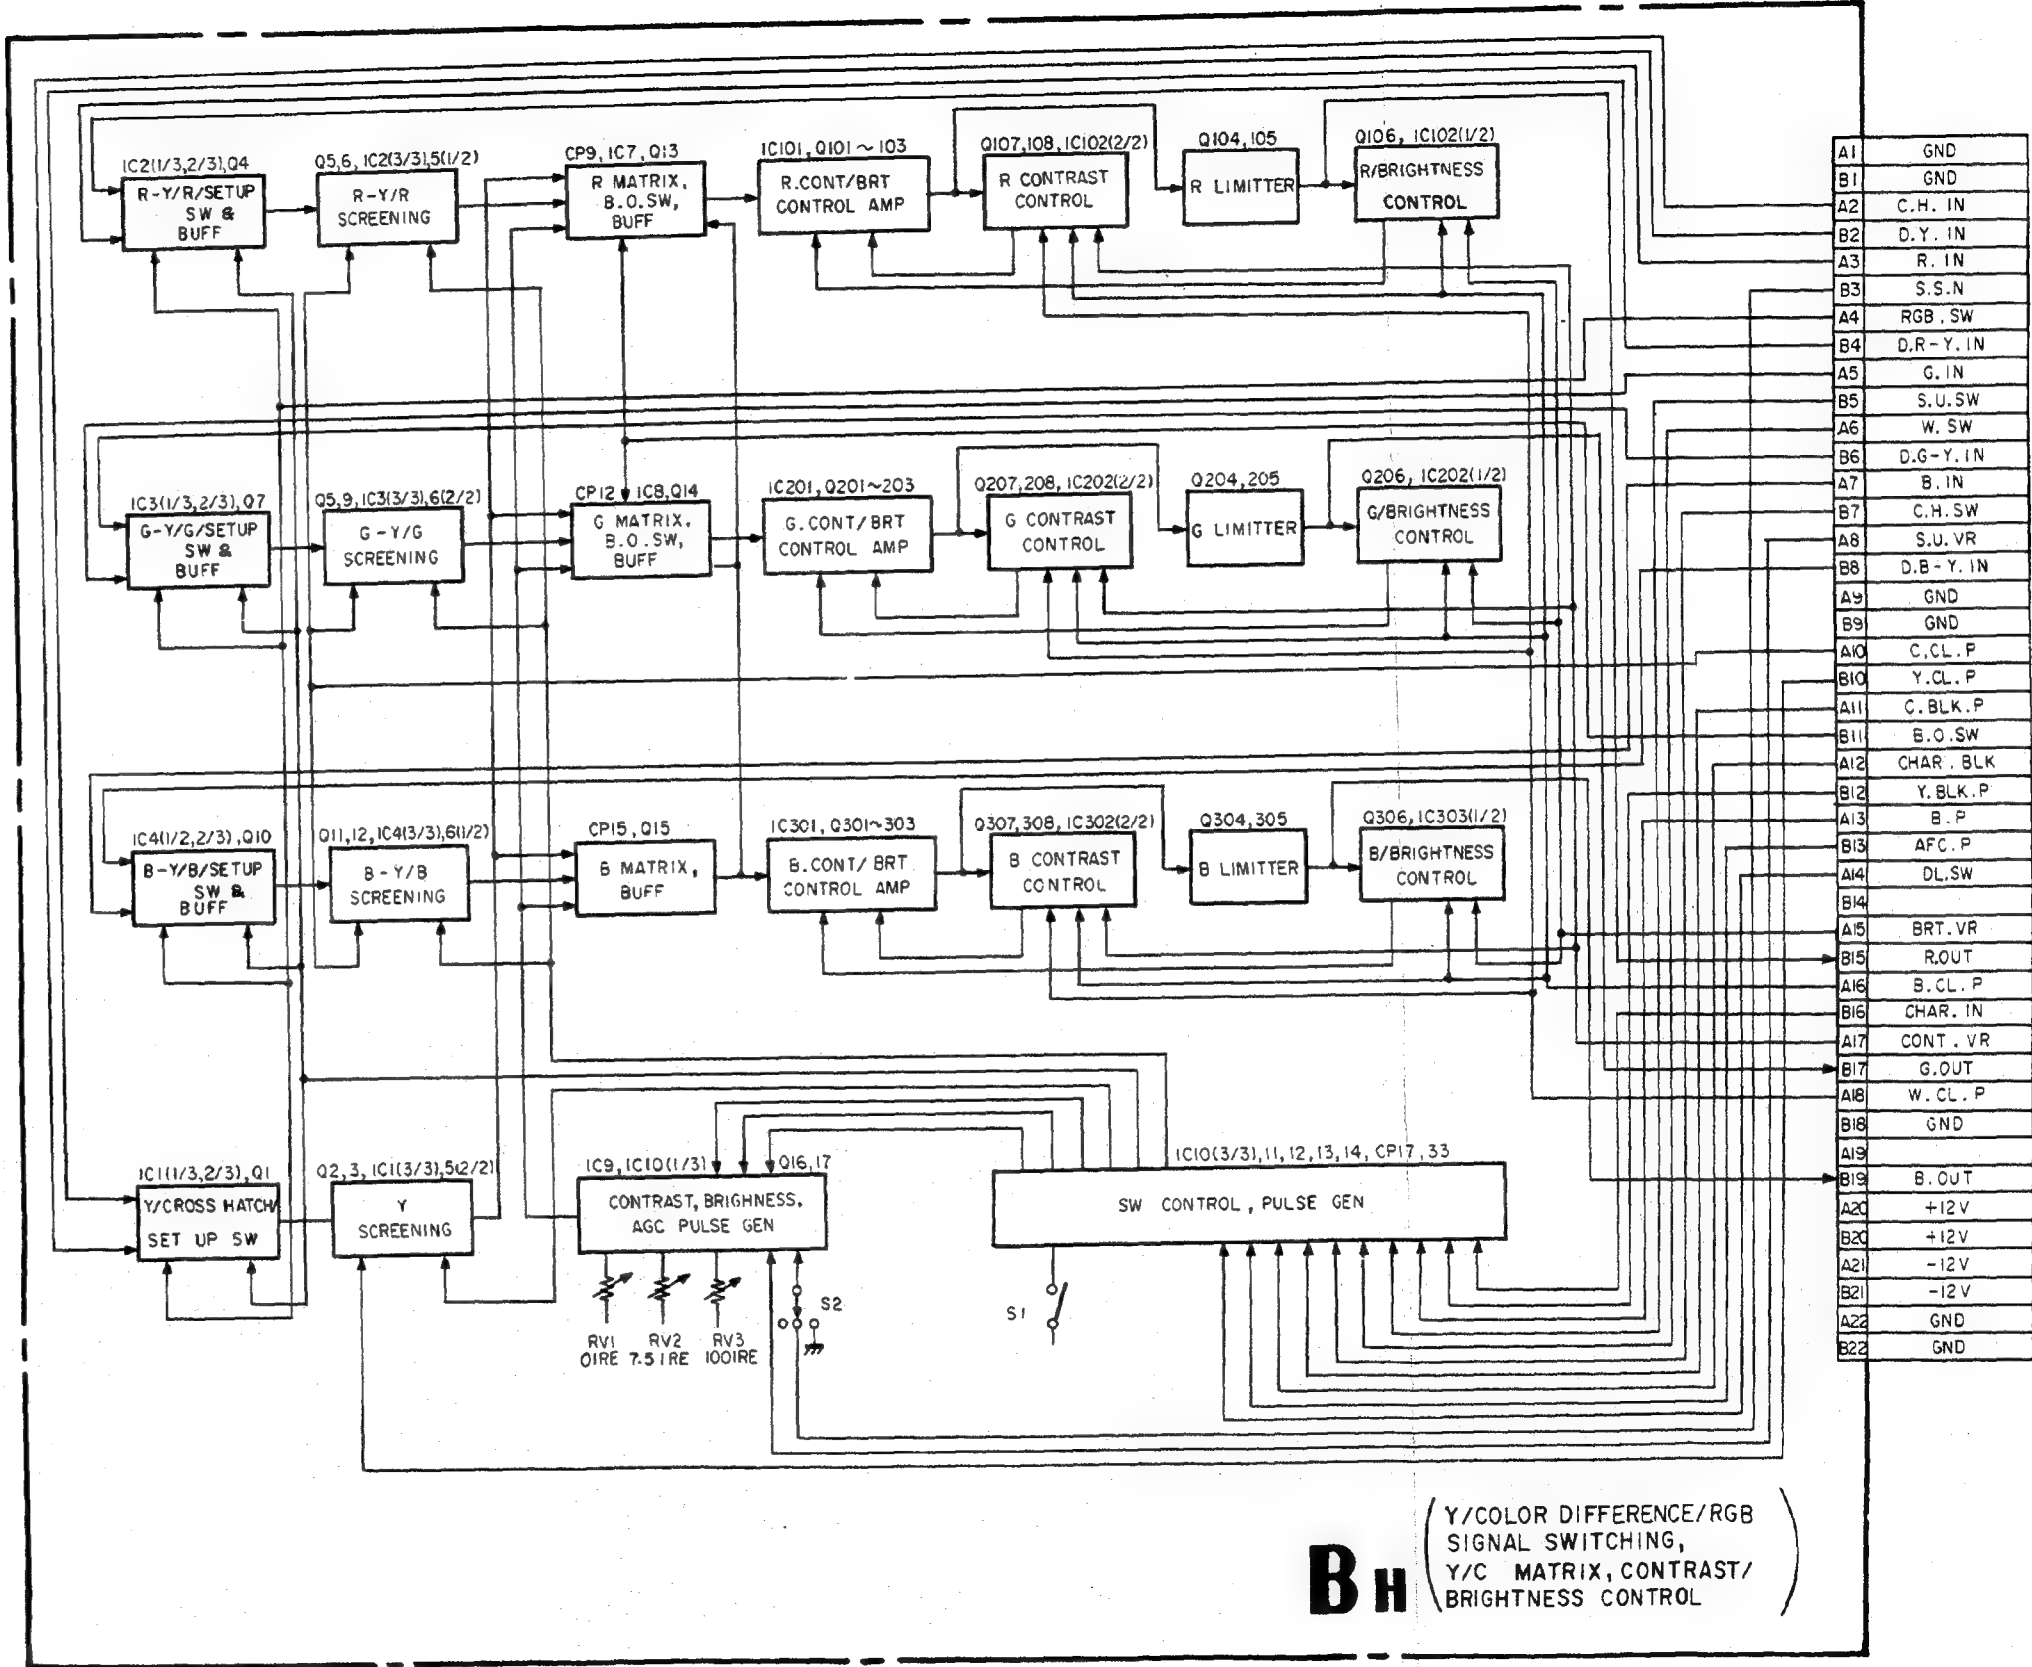 IC2(1/3,2/3),Q4
R-Y/R/SETUP
SW &
BUFF
Q5,6, IC2(3/3),5(1/2)
R-Y/R
SCREENING
CP9, IC7, Q13
R MATRIX,
B.O.SW,
BUFF
IC101, Q101~103
R.CONT/BRT
CONTROL AMP
Q107,108, IC102(2/2)
R CONTRAST
CONTROL
Q104,105
R LIMITTER
Q106, IC102(1/2)
R/BRIGHTNESS
CONTROL
IC3(1/3,2/3), Q7
G-Y/G/SETUP
SW &
BUFF
Q5,9, IC3(3/3),6(2/2)
G-Y/G
SCREENING
CP12 IC8,Q14
G MATRIX,
B.O.SW,
BUFF
IC201, Q201~203
G.CONT/BRT
CONTROL AMP
Q207,208, IC202(2/2)
G CONTRAST
CONTROL
Q204,205
G LIMITTER
Q206, IC202(1/2)
G/BRIGHTNESS
CONTROL
IC4(1/2,2/3), Q10
B-Y/B/SETUP
SW &
BUFF
Q11,12, IC4(3/3),6(1/2)
B-Y/B
SCREENING
CP15, Q15
B MATRIX,
BUFF
IC301, Q301~303
B.CONT/BRT
CONTROL AMP
Q307,308, IC302(2/2)
B CONTRAST
CONTROL
Q304,305
B LIMITTER
Q306, IC303(1/2)
B/BRIGHTNESS
CONTROL
IC1(1/3,2/3), Q1
Y/CROSS HATCH/
SET UP SW
Q2,3, IC1(3/3),5(2/2)
Y
SCREENING
IC9, IC10(1/3) Q16,17
CONTRAST, BRIGHNESS,
AGC PULSE GEN
IC10(3/3),11,12,13,14, CP17,33
SW CONTROL, PULSE GEN
RV1
0IRE
RV2
7.5IRE
RV3
100IRE
S2
S1
A1 GND
B1 GND
A2 C.H. IN
B2 D.Y. IN
A3 R. IN
B3 S.S.N
A4 RGB.SW
B4 D.R-Y.IN
A5 G.IN
B5 S.U.SW
A6 W.SW
B6 D.G-Y.IN
A7 B.IN
B7 C.H.SW
A8 S.U.VR
B8 D.B-Y.IN
A9 GND
B9 GND
A10 C.CL.P
B10 Y.CL.P
A11 C.BLK.P
B11 B.O.SW
A12 CHAR.BLK
B12 Y.BLK.P
A13 B.P
B13 AFC.P
A14 DL.SW
B14
A15 BRT.VR
B15 R.OUT
A16 B.CL.P
B16 CHAR.IN
A17 CONT.VR
B17 G.OUT
A18 W.CL.P
B18 GND
A19
B19 B.OUT
A20 +12V
B20 +12V
A21 -12V
B21 -12V
A22 GND
B22 GND
BH
Y/COLOR DIFFERENCE/RGB
SIGNAL SWITCHING,
Y/C MATRIX, CONTRAST/
BRIGHTNESS CONTROL